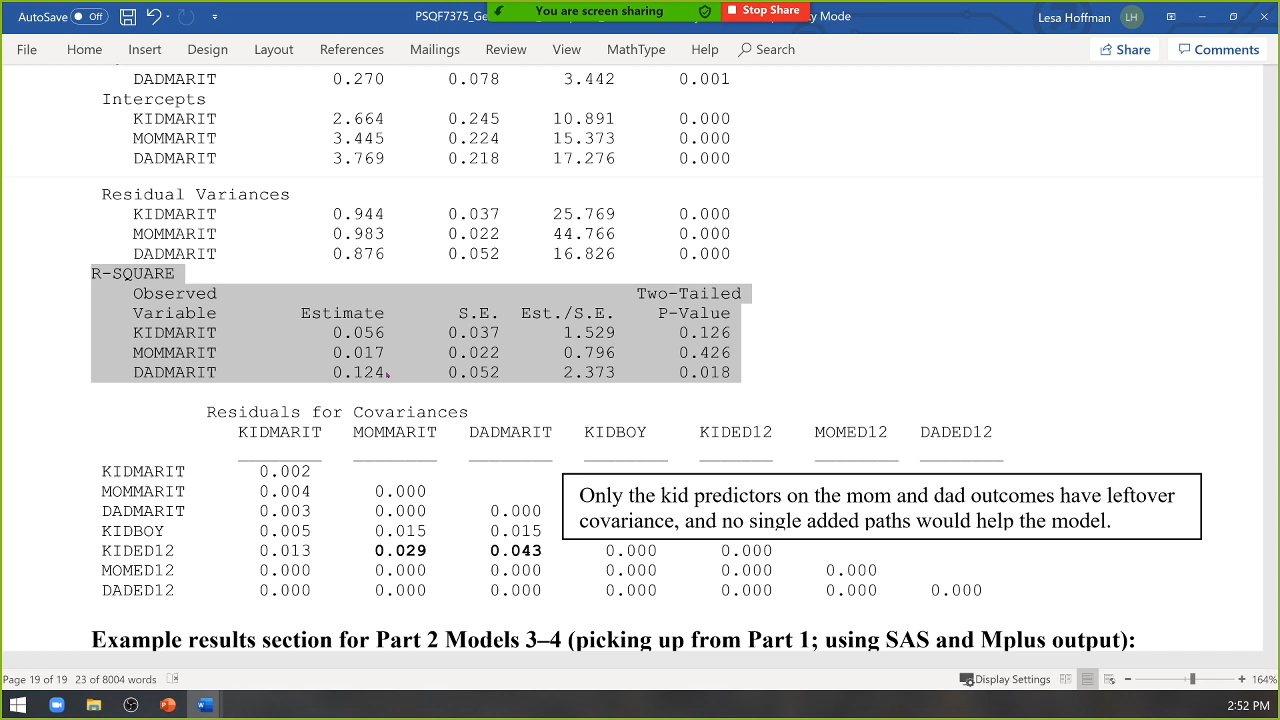 You are screen sharing
Stop Share
AutoSave Off
PSQF7375_Ge
ity Mode
Lesa Hoffman LH
File Home Insert Design Layout References Mailings Review View MathType Help Search Share Comments
DADMARIT 0.270 0.078 3.442 0.001
Intercepts
KIDMARIT 2.664 0.245 10.891 0.000
MOMMARIT 3.445 0.224 15.373 0.000
DADMARIT 3.769 0.218 17.276 0.000
Residual Variances
KIDMARIT 0.944 0.037 25.769 0.000
MOMMARIT 0.983 0.022 44.766 0.000
DADMARIT 0.876 0.052 16.826 0.000
R-SQUARE
Observed Two-Tailed
Variable Estimate S.E. Est./S.E. P-Value
KIDMARIT 0.056 0.037 1.529 0.126
MOMMARIT 0.017 0.022 0.796 0.426
DADMARIT 0.124 0.052 2.373 0.018
Residuals for Covariances
KIDMARIT MOMMARIT DADMARIT KIDBOY KIDED12 MOMED12 DADED12
KIDMARIT 0.002
MOMMARIT 0.004 0.000
DADMARIT 0.003 0.000 0.000
KIDBOY 0.005 0.015 0.015
KIDED12 0.013 0.029 0.043 0.000 0.000
MOMED12 0.000 0.000 0.000 0.000 0.000 0.000
DADED12 0.000 0.000 0.000 0.000 0.000 0.000 0.000
Only the kid predictors on the mom and dad outcomes have leftover
covariance, and no single added paths would help the model.
Example results section for Part 2 Models 3–4 (picking up from Part 1; using SAS and Mplus output):
Page 19 of 19 23 of 8004 words Display Settings 164%
2:52 PM